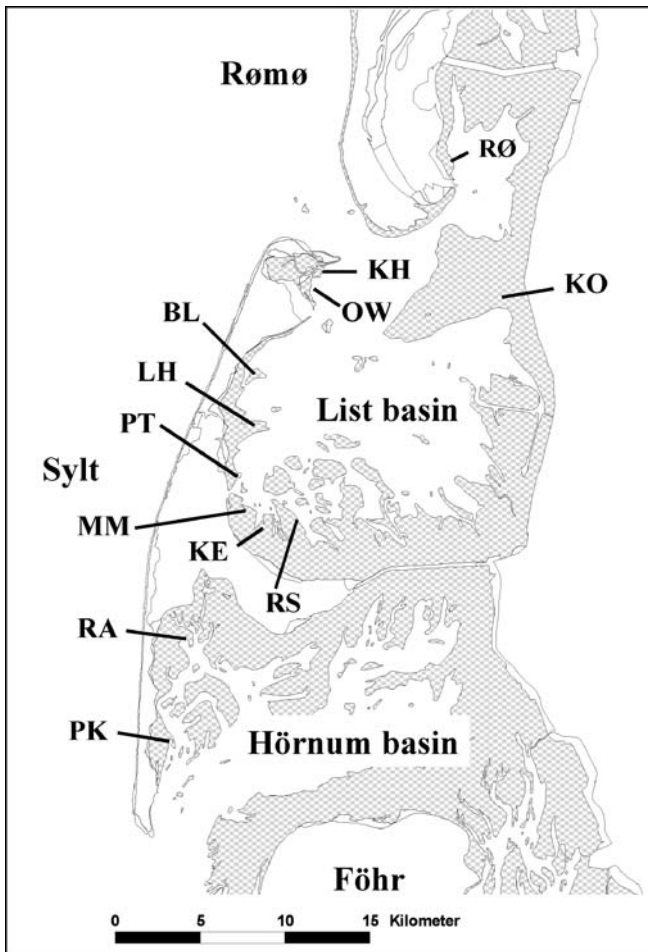 Rømø
RØ
KH
KO
OW
BL
LH
List basin
PT
Sylt
MM
KE
RS
RA
PK
Hörnum basin
Föhr
0 5 10 15 Kilometer